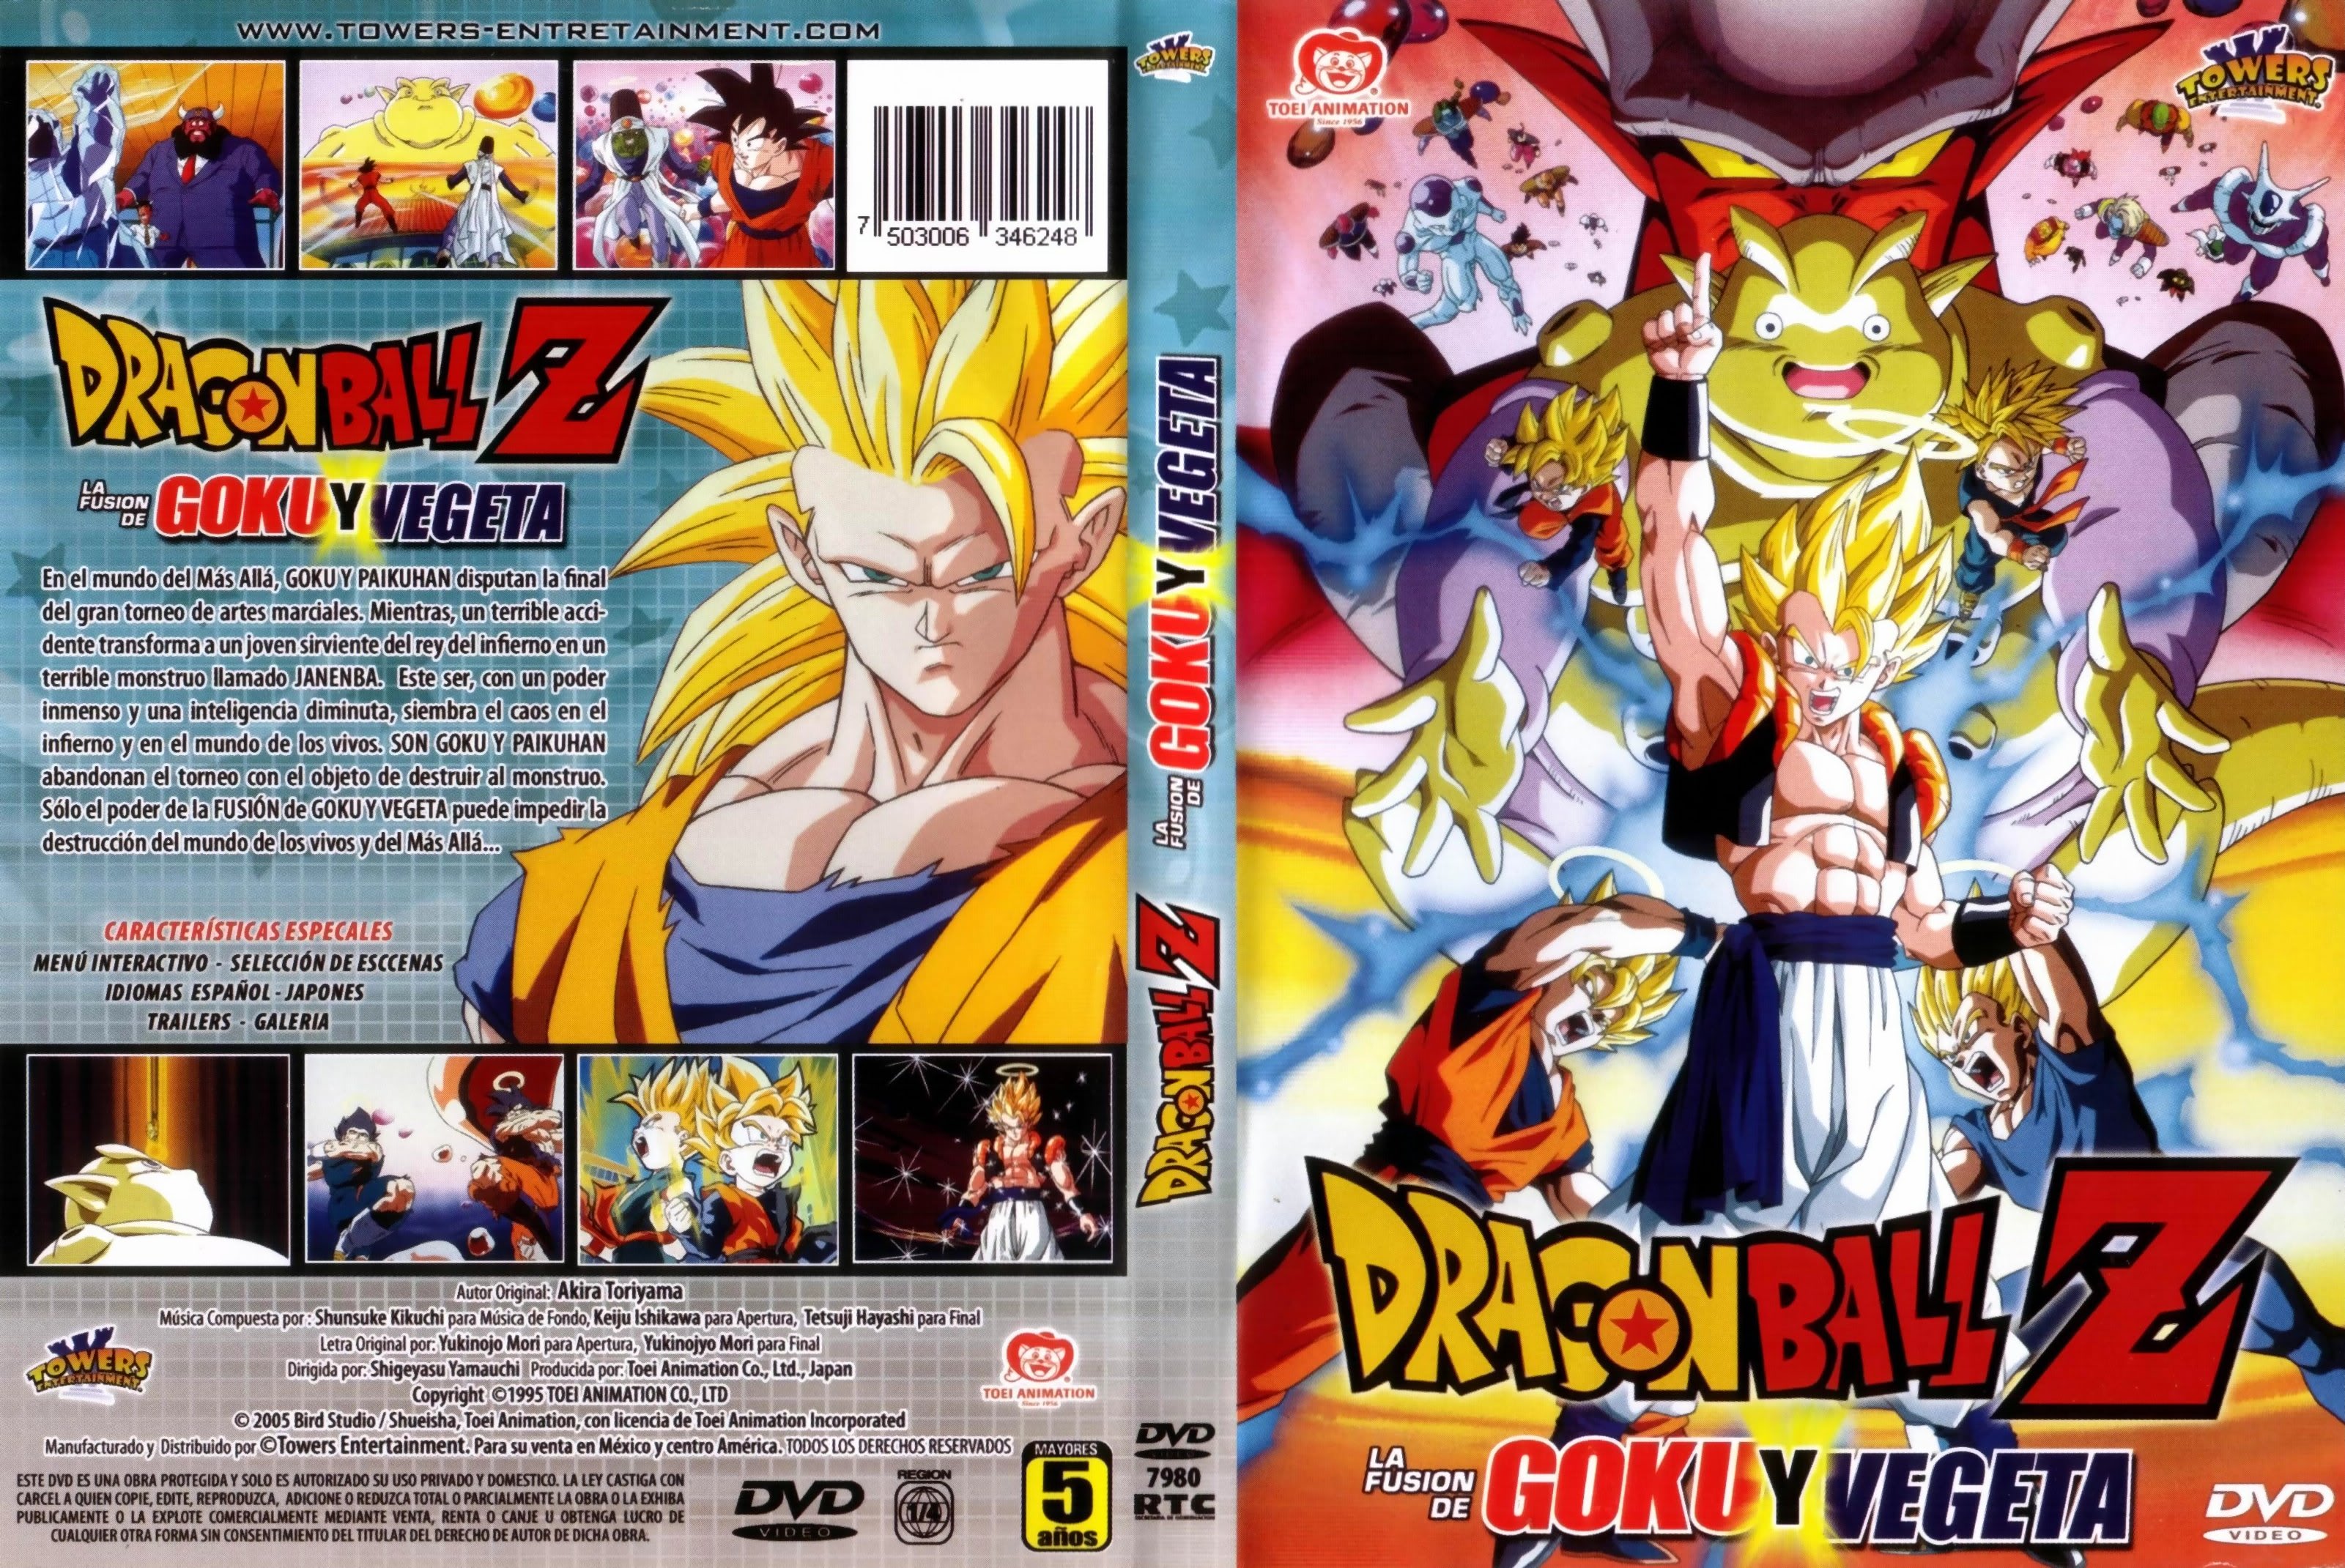 WWW.TOWERS-ENTRETAINMENT.COM
7 503006 346248
DRAGON BALL Z
LA FUSION DE GOKU Y VEGETA
En el mundo del Más Allá, GOKU Y PAIKUHAN disputan la final
del gran torneo de artes marciales. Mientras, un terrible acci-
dente transforma a un joven sirviente del rey del infierno en un
terrible monstruo llamado JANENBA. Este ser, con un poder
inmenso y una inteligencia diminuta, siembra el caos en el
infierno y en el mundo de los vivos. SON GOKU Y PAIKUHAN
abandonan el torneo con el objeto de destruir al monstruo.
Sólo el poder de la FUSIÓN de GOKU Y VEGETA puede impedir la
destrucción del mundo de los vivos y del Más Allá...
CARACTERÍSTICAS ESPECALES
MENÚ INTERACTIVO - SELECCIÓN DE ESCCENAS
IDIOMAS ESPAÑOL - JAPONES
TRAILERS - GALERIA
Autor Original: Akira Toriyama
Música Compuesta por : Shunsuke Kikuchi para Música de Fondo, Keiju Ishikawa para Apertura, Tetsuji Hayashi para Final
Letra Original por: Yukinojo Mori para Apertura, Yukinojyo Mori para Final
Dirigida por: Shigeyasu Yamauchi Producida por: Toei Animation Co., Ltd., Japan
Copyright ©1995 TOEI ANIMATION CO., LTD
© 2005 Bird Studio / Shueisha, Toei Animation, con licencia de Toei Animation Incorporated
Manufacturado y Distribuido por ©Towers Entertainment. Para su venta en México y centro América. TODOS LOS DERECHOS RESERVADOS
TOWERS
ENTERTAINMENT.
TOEI ANIMATION
Since 1956
ESTE DVD ES UNA OBRA PROTEGIDA Y SOLO ES AUTORIZADO SU USO PRIVADO Y DOMESTICO. LA LEY CASTIGA CON
CARCEL A QUIEN COPIE, EDITE, REPRODUZCA, ADICIONE O REDUZCA TOTAL O PARCIALMENTE LA OBRA O LA EXHIBA
PUBLICAMENTE O LA EXPLOTE COMERCIALMENTE MEDIANTE VENTA, RENTA O CANJE U OBTENGA LUCRO DE
CUALQUIER OTRA FORMA SIN CONSENTIMIENTO DEL TITULAR DEL DERECHO DE AUTOR DE DICHA OBRA.
DVD
VIDEO
REGION
1/4
MAYORES
5
años
TOWERS
LA FUSION DE GOKU Y VEGETA
DRAGON BALL Z
DVD
VIDEO
7980
RTC
TOEI ANIMATION
Since 1956
TOWERS
ENTERTAINMENT.
DRAGON BALL Z
LA FUSION DE GOKU Y VEGETA
DVD
VIDEO